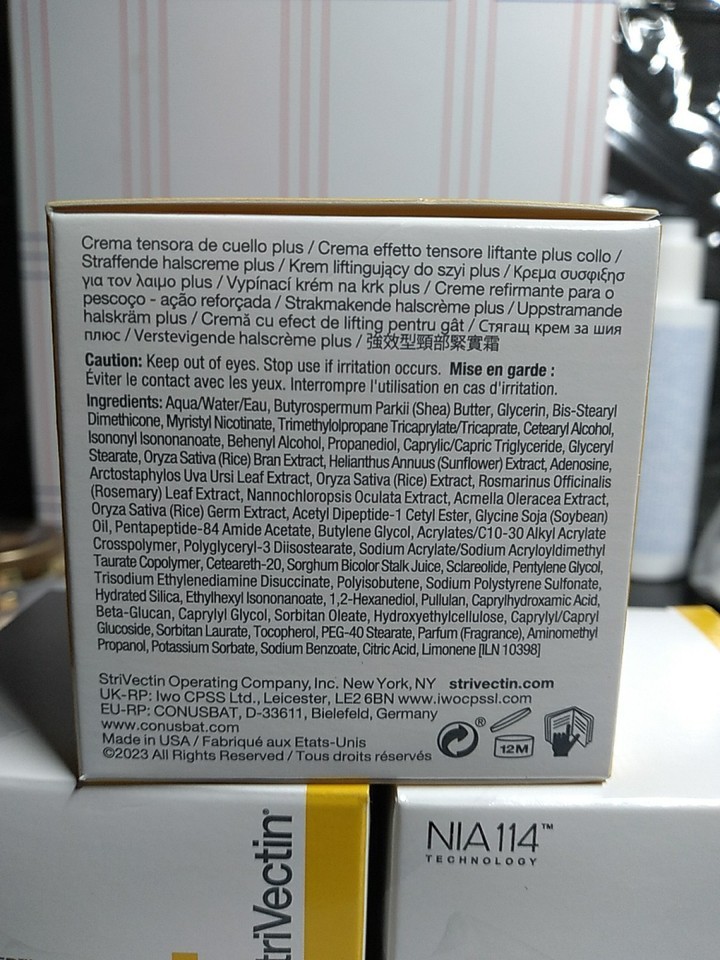 Crema tensora de cuello plus / Crema effetto tensore liftante plus collo /
Straffende halscreme plus / Krem liftingujący do szyi plus / Κρεμα συσφιξησ
για τον λαιμο plus / Vypínací krém na krk plus / Creme refirmante para o
pescoço - ação reforçada / Strakmakende halscrème plus / Uppstramande
halskräm plus / Cremă cu efect de lifting pentru gât / Стягащ крем за шия
плюс / Verstevigende halscrème plus / 強效型頸部緊實霜
Caution: Keep out of eyes. Stop use if irritation occurs. Mise en garde :
Éviter le contact avec les yeux. Interrompre l'utilisation en cas d'irritation.
Ingredients: Aqua/Water/Eau, Butyrospermum Parkii (Shea) Butter, Glycerin, Bis-Stearyl
Dimethicone, Myristyl Nicotinate, Trimethylolpropane Tricaprylate/Tricaprate, Cetearyl Alcohol,
Isononyl Isononanoate, Behenyl Alcohol, Propanediol, Caprylic/Capric Triglyceride, Glyceryl
Stearate, Oryza Sativa (Rice) Bran Extract, Helianthus Annuus (Sunflower) Extract, Adenosine,
Arctostaphylos Uva Ursi Leaf Extract, Oryza Sativa (Rice) Extract, Rosmarinus Officinalis
(Rosemary) Leaf Extract, Nannochloropsis Oculata Extract, Acmella Oleracea Extract,
Oryza Sativa (Rice) Germ Extract, Acetyl Dipeptide-1 Cetyl Ester, Glycine Soja (Soybean)
Oil, Pentapeptide-84 Amide Acetate, Butylene Glycol, Acrylates/C10-30 Alkyl Acrylate
Crosspolymer, Polyglyceryl-3 Diisostearate, Sodium Acrylate/Sodium Acryloyldimethyl
Taurate Copolymer, Ceteareth-20, Sorghum Bicolor Stalk Juice, Sclareolide, Pentylene Glycol,
Trisodium Ethylenediamine Disuccinate, Polyisobutene, Sodium Polystyrene Sulfonate,
Hydrated Silica, Ethylhexyl Isononanoate, 1,2-Hexanediol, Pullulan, Caprylhydroxamic Acid,
Beta-Glucan, Caprylyl Glycol, Sorbitan Oleate, Hydroxyethylcellulose, Caprylyl/Capryl
Glucoside, Sorbitan Laurate, Tocopherol, PEG-40 Stearate, Parfum (Fragrance), Aminomethyl
Propanol, Potassium Sorbate, Sodium Benzoate, Citric Acid, Limonene [ILN 10398]
StriVectin Operating Company, Inc. New York, NY strivectin.com
UK-RP: Iwo CPSS Ltd., Leicester, LE2 6BN www.iwocpssl.com
EU-RP: CONUSBAT, D-33611, Bielefeld, Germany
www.conusbat.com
Made in USA / Fabriqué aux Etats-Unis
©2023 All Rights Reserved / Tous droits réservés
®
12M
triVectin®
NIA114™
TECHNOLOGY